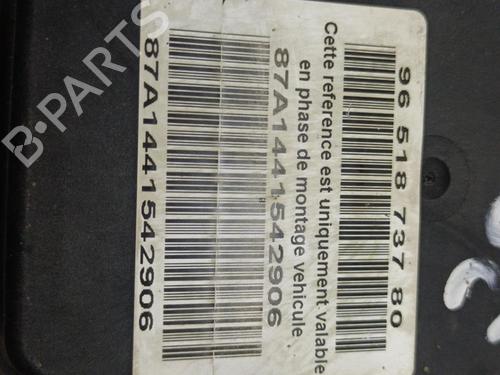 96 518 737 80
Cette reference est uniquement valable
en phase de montage vehicule
87A1441542906
87A1441542906
B-PARTS